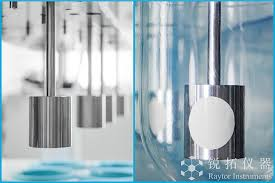 锐拓仪器
Raytor Instruments